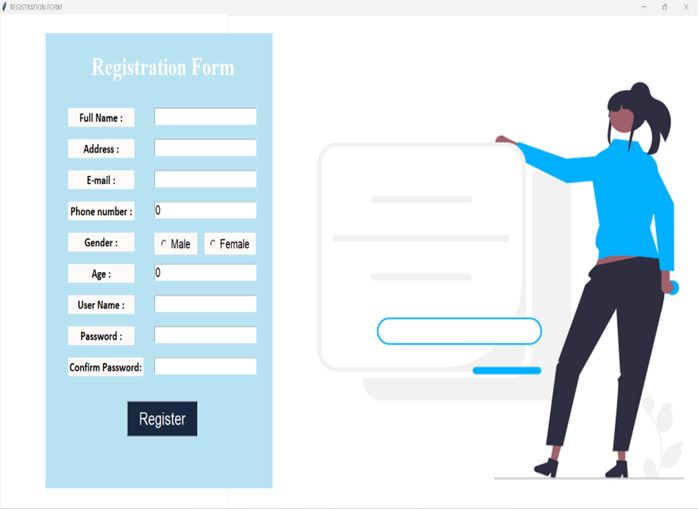 REGISTRATION FORM
Registration Form
Full Name :
Address :
E-mail :
Phone number : 0
Gender : Male Female
Age : 0
User Name :
Password :
Confirm Password:
Register